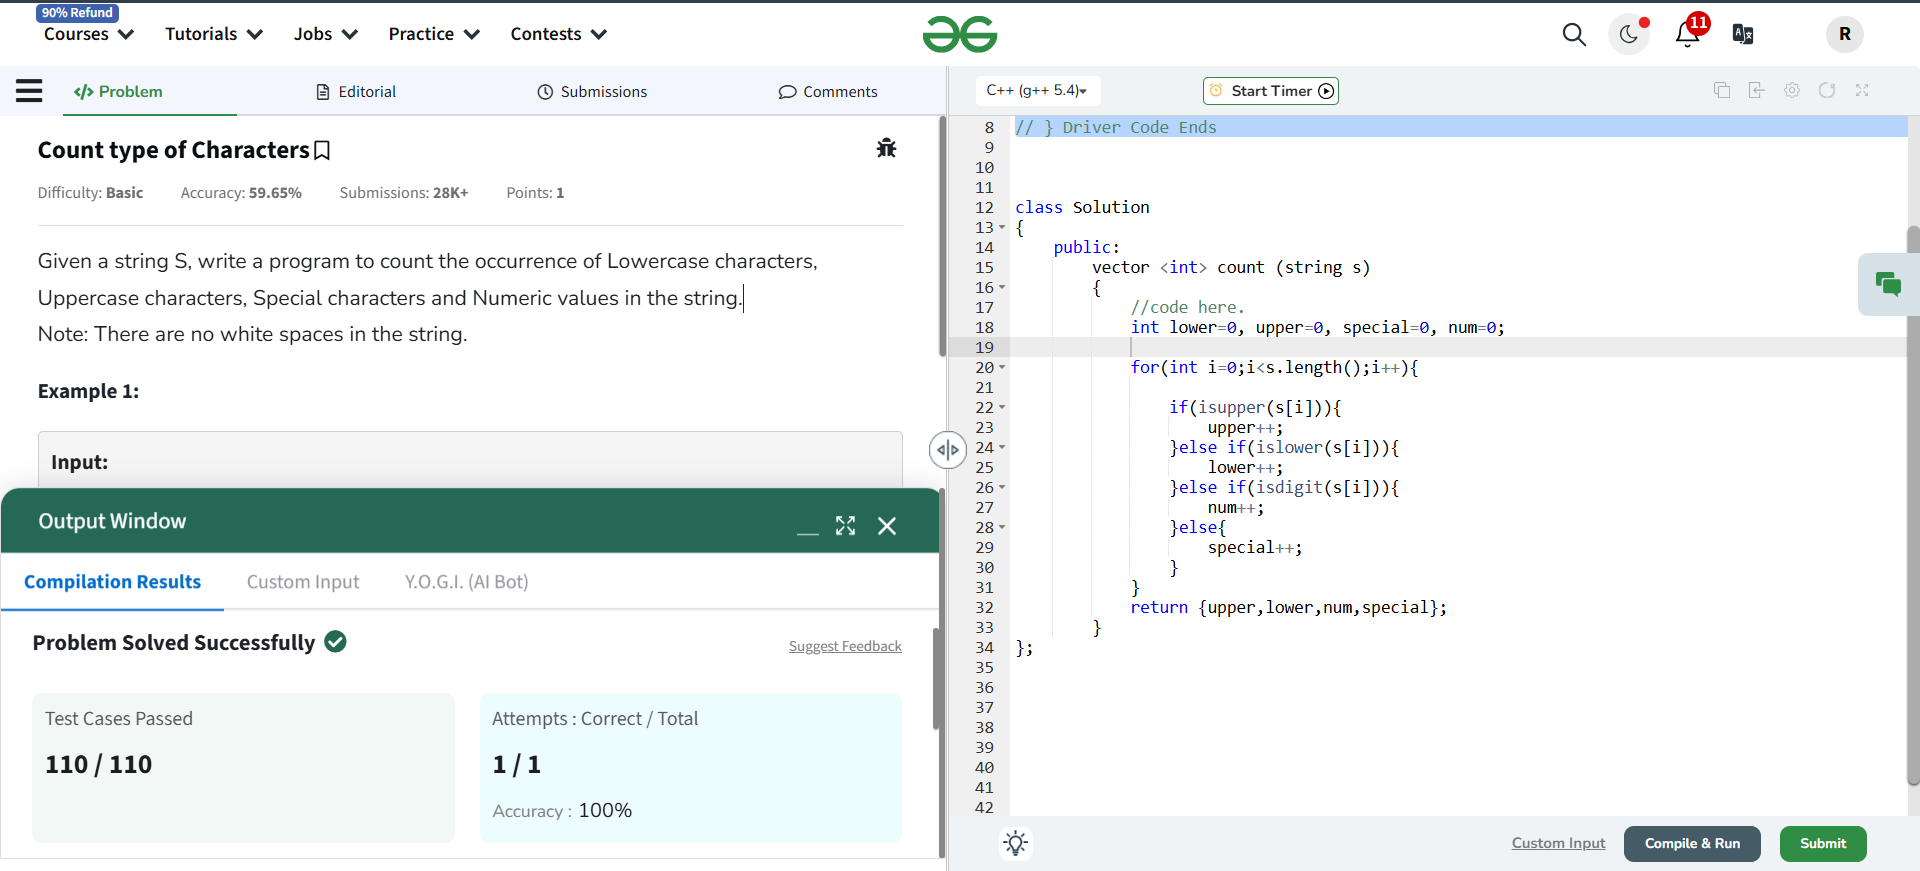 90% Refund
Courses Tutorials Jobs Practice Contests
11
R
</> Problem Editorial Submissions Comments
C++ (g++ 5.4) Start Timer
Count type of Characters
Difficulty: Basic Accuracy: 59.65% Submissions: 28K+ Points: 1
Given a string S, write a program to count the occurrence of Lowercase characters,
Uppercase characters, Special characters and Numeric values in the string.
Note: There are no white spaces in the string.
Example 1:
Input:
Output Window
Compilation Results Custom Input Y.O.G.I. (AI Bot)
Problem Solved Successfully
Suggest Feedback
Test Cases Passed
110 / 110
Attempts : Correct / Total
1 / 1
Accuracy : 100%
8 // } Driver Code Ends
9
10
11
12 class Solution
13 {
14 public:
15 vector <int> count (string s)
16 {
17 //code here.
18 int lower=0, upper=0, special=0, num=0;
19
20 for(int i=0;i<s.length();i++){
21
22 if(isupper(s[i])){
23 upper++;
24 }else if(islower(s[i])){
25 lower++;
26 }else if(isdigit(s[i])){
27 num++;
28 }else{
29 special++;
30 }
31 }
32 return {upper,lower,num,special};
33 }
34 };
35
36
37
38
39
40
41
42
Custom Input Compile & Run Submit